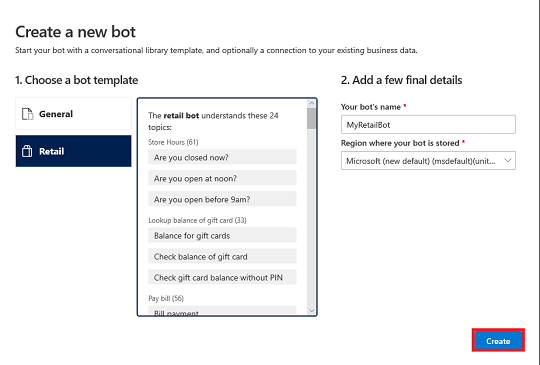 Create a new bot
Start your bot with a conversational library template, and optionally a connection to your existing business data.
1. Choose a bot template
General
Retail
The retail bot understands these 24
topics:
Store Hours (61)
Are you closed now?
Are you open at noon?
Are you open before 9am?
Lookup balance of gift card (33)
Balance for gift cards
Check balance of gift card
Check gift card balance without PIN
Pay bill (56)
Bill payment
2. Add a few final details
Your bot's name *
MyRetailBot
Region where your bot is stored *
Microsoft (new default) (msdefault)(unit...
Create